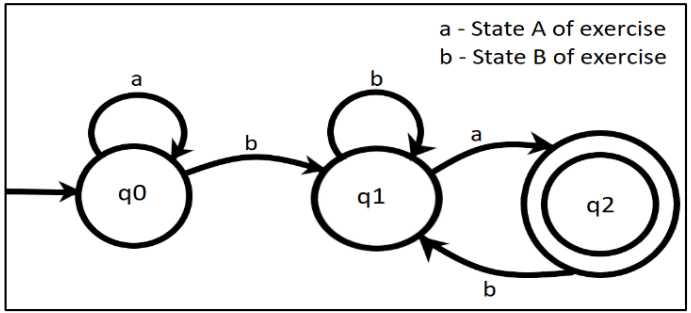 a - State A of exercise
b - State B of exercise
a
b
b
a
q0
q1
q2
b